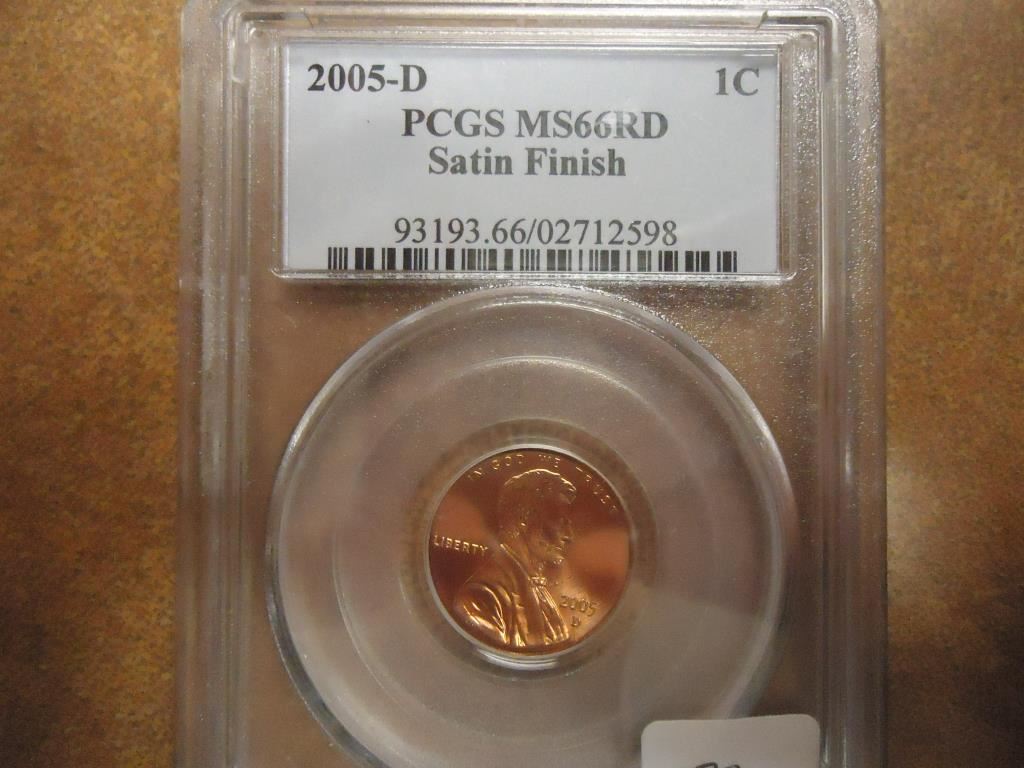 2005-D 1C
PCGS MS66RD
Satin Finish
93193.66/02712598
IN GOD WE TRUST
LIBERTY
2005
D